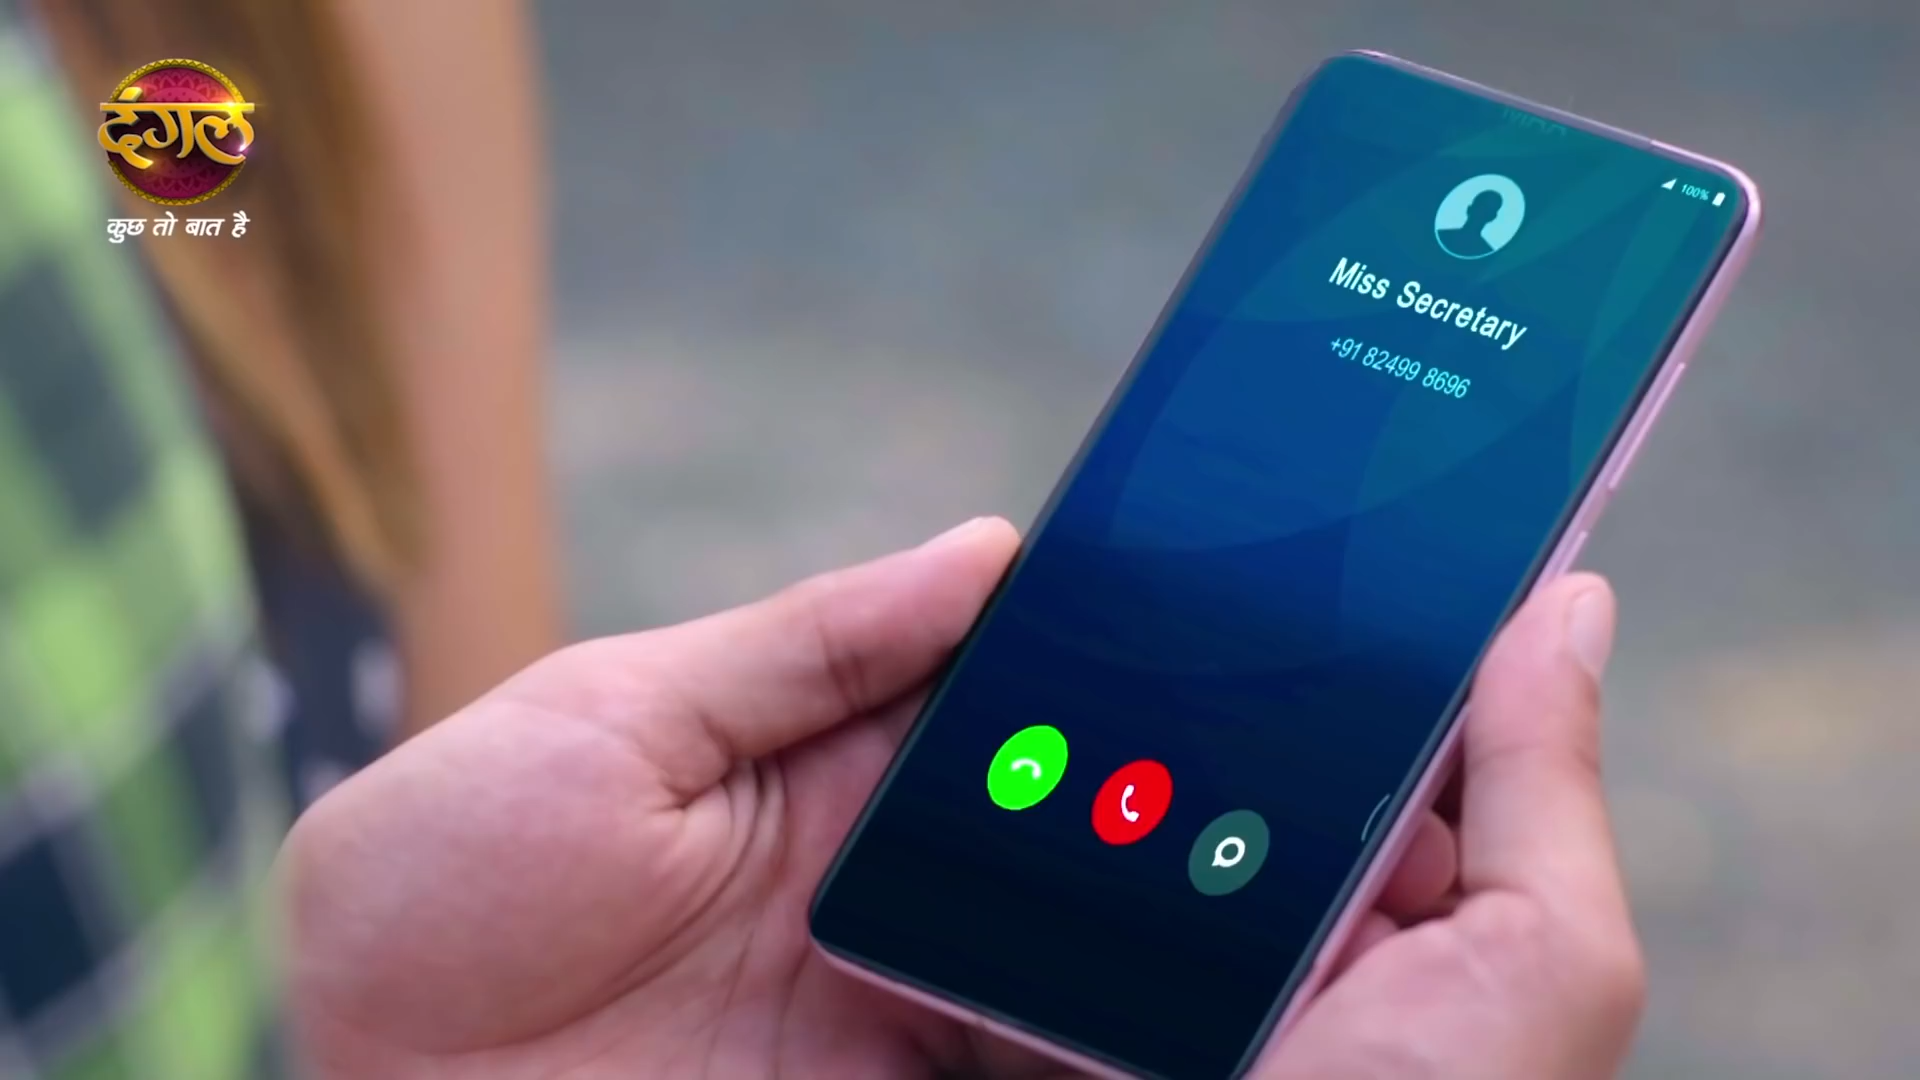 दंगल
कुछ तो बात है
100%
Miss Secretary
+91 82499 8696